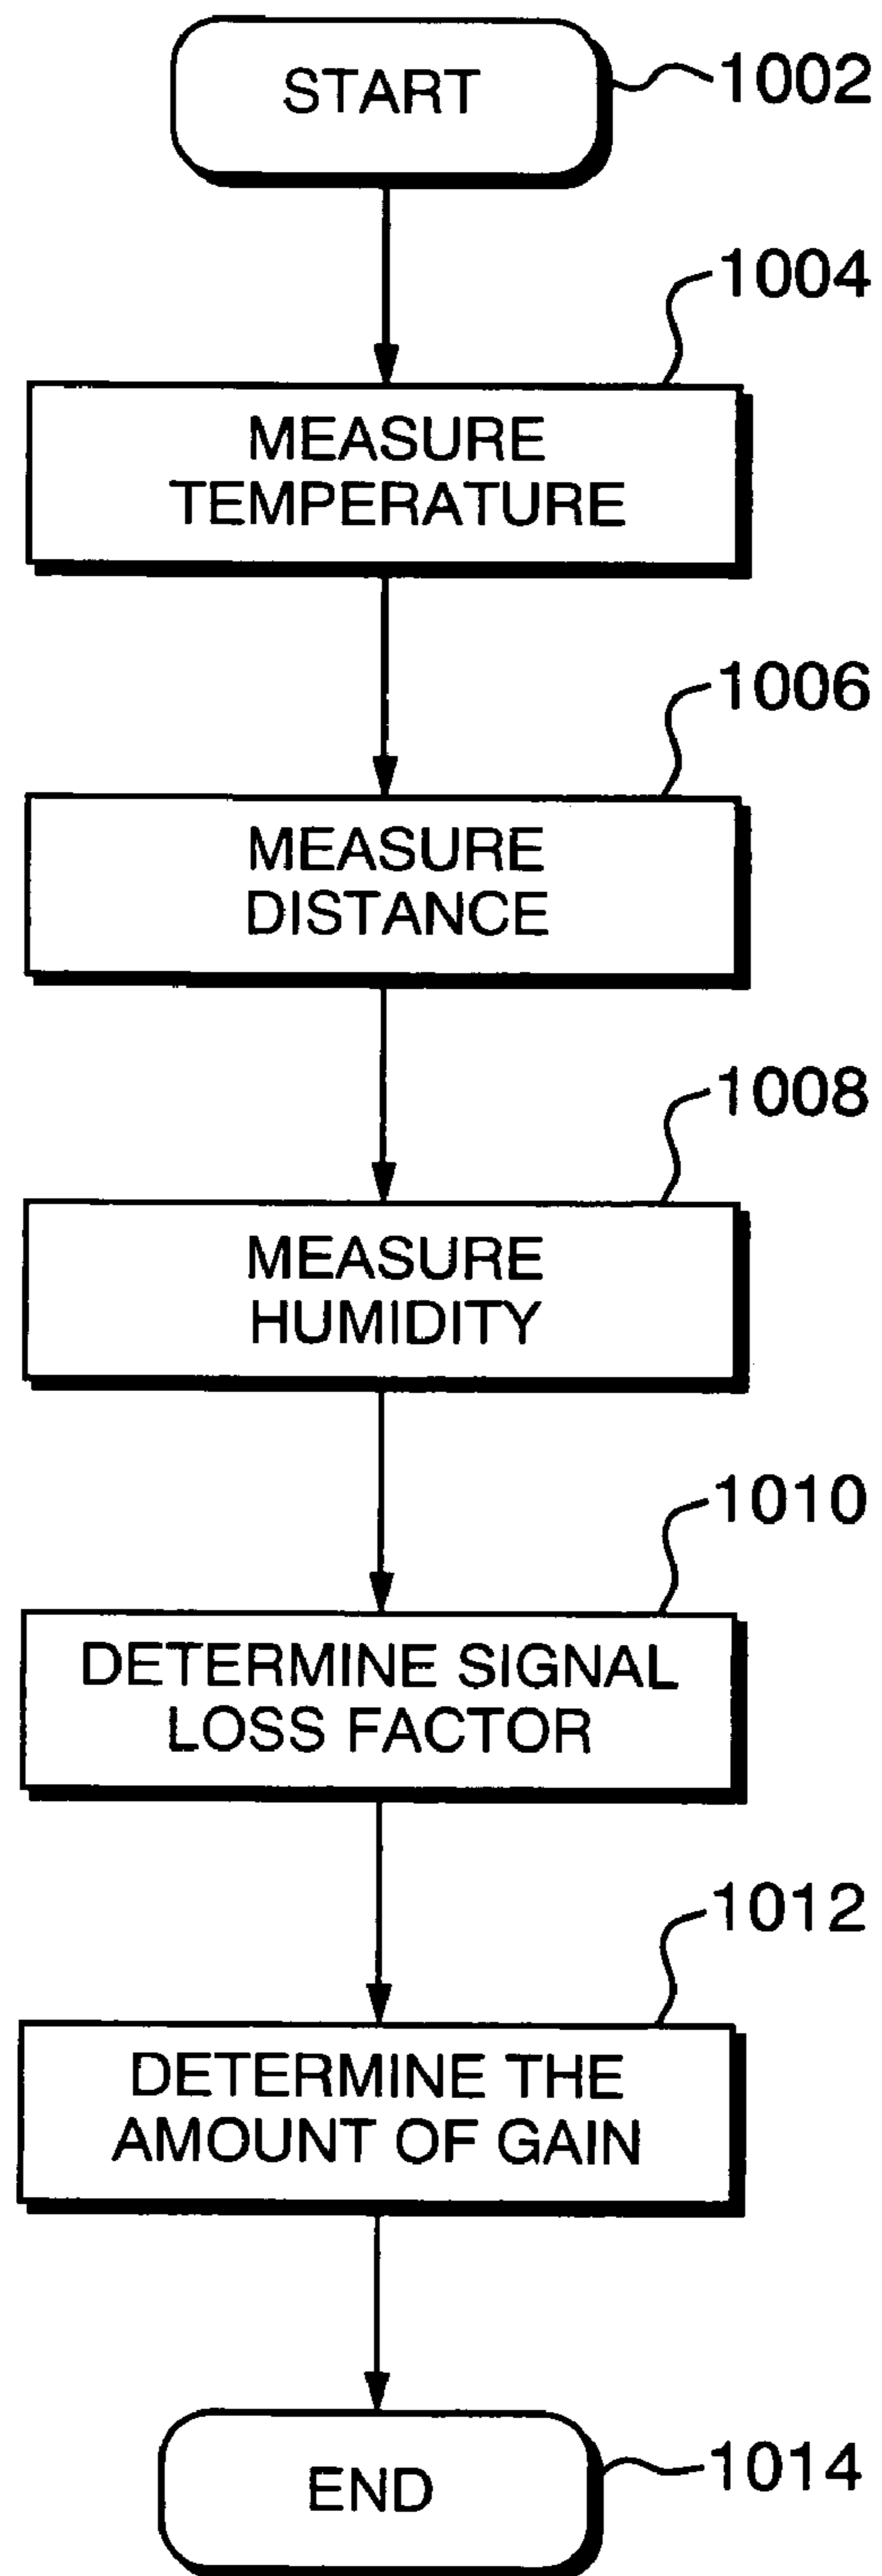 START
1002
1004
MEASURE
TEMPERATURE
1006
MEASURE
DISTANCE
1008
MEASURE
HUMIDITY
1010
DETERMINE SIGNAL
LOSS FACTOR
1012
DETERMINE THE
AMOUNT OF GAIN
END
1014